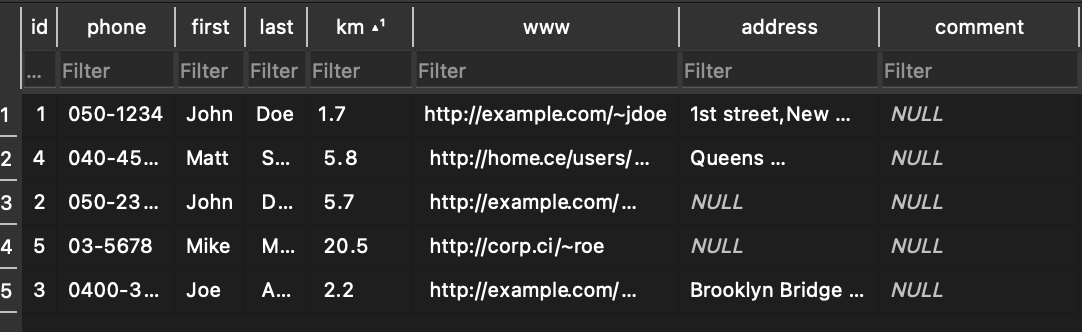 id phone first last km ▲1 www address comment
... Filter Filter Filter Filter Filter Filter Filter
1 1 050-1234 John Doe 1.7 http://example.com/~jdoe 1st street,New ... NULL
2 4 040-45... Matt S... 5.8 http://home.ce/users/... Queens ... NULL
3 2 050-23... John D... 5.7 http://example.com/... NULL NULL
4 5 03-5678 Mike M... 20.5 http://corp.ci/~roe NULL NULL
5 3 0400-3... Joe A... 2.2 http://example.com/... Brooklyn Bridge ... NULL